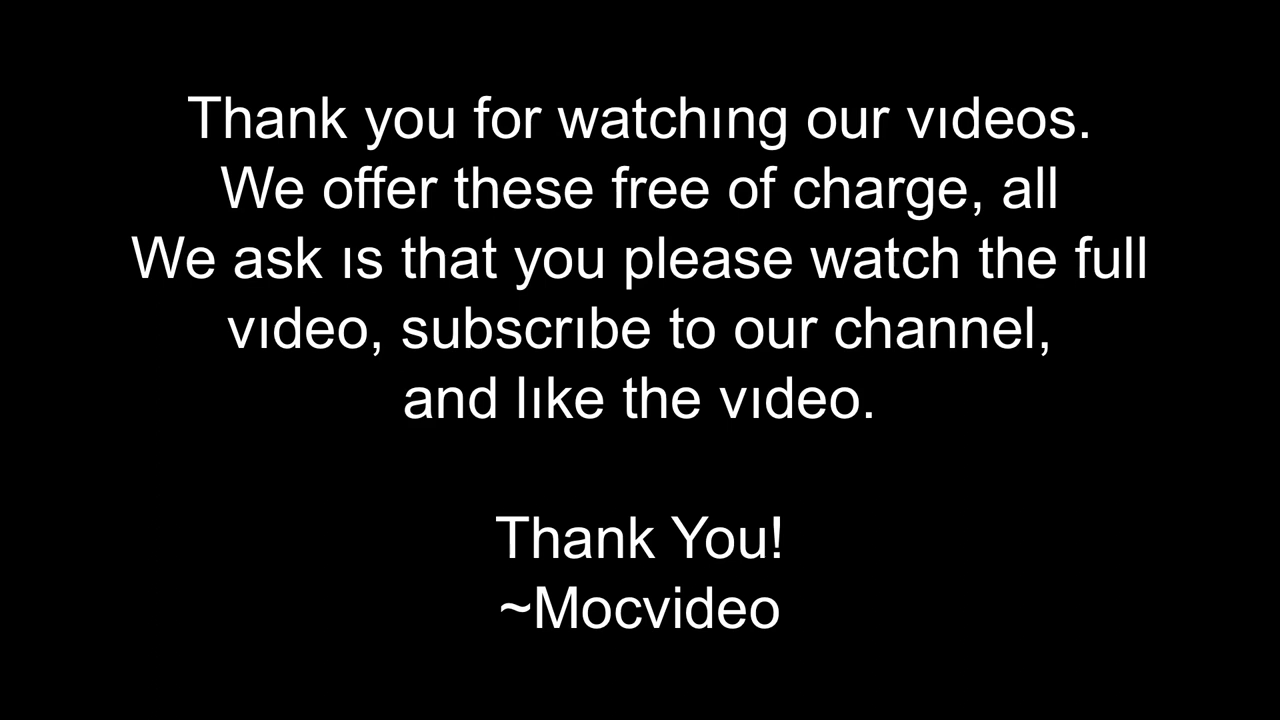 Thank you for watchıng our vıdeos.
We offer these free of charge, all
We ask ıs that you please watch the full
vıdeo, subscrıbe to our channel,
and lıke the vıdeo.
Thank You!
~Mocvideo